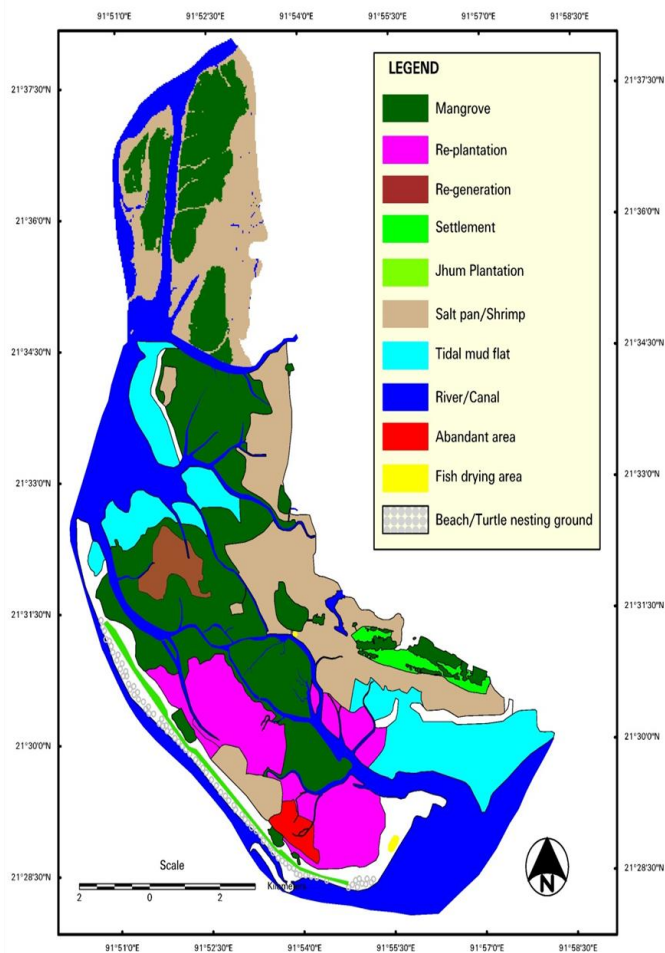 91°51'0"E 91°52'30"E 91°54'0"E 91°55'30"E 91°57'0"E 91°58'30"E
LEGEND
Mangrove
Re-plantation
Re-generation
Settlement
Jhum Plantation
Salt pan/Shrimp
Tidal mud flat
River/Canal
Abandant area
Fish drying area
Beach/Turtle nesting ground
21°37'30"N 21°37'30"N
21°36'0"N 21°36'0"N
21°34'30"N 21°34'30"N
21°33'0"N 21°33'0"N
21°31'30"N 21°31'30"N
21°30'0"N 21°30'0"N
21°28'30"N 21°28'30"N
Scale
2 0 2
N
91°51'0"E 91°52'30"E 91°54'0"E 91°55'30"E 91°57'0"E 91°58'30"E